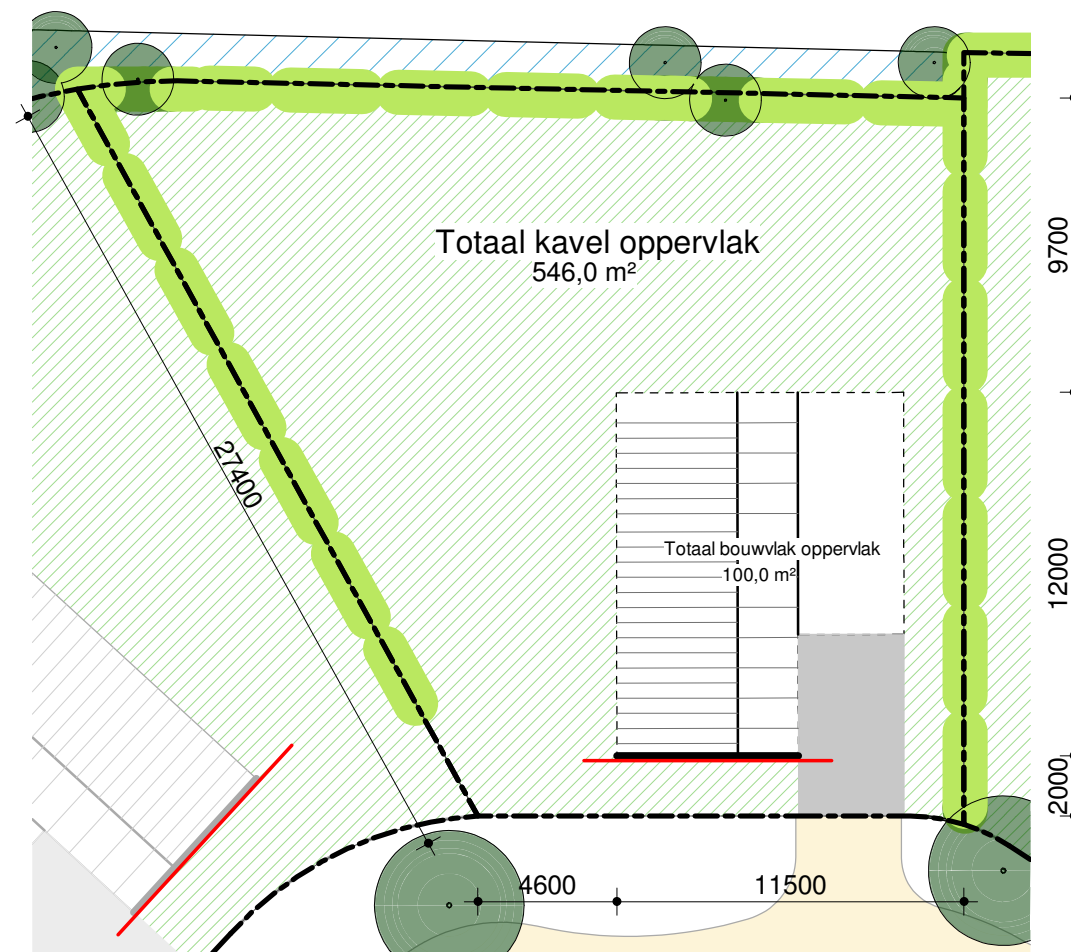 Totaal kavel oppervlak
546,0 m²
9700
27400
Totaal bouwvlak oppervlak
100,0 m²
12000
2000
4600
11500